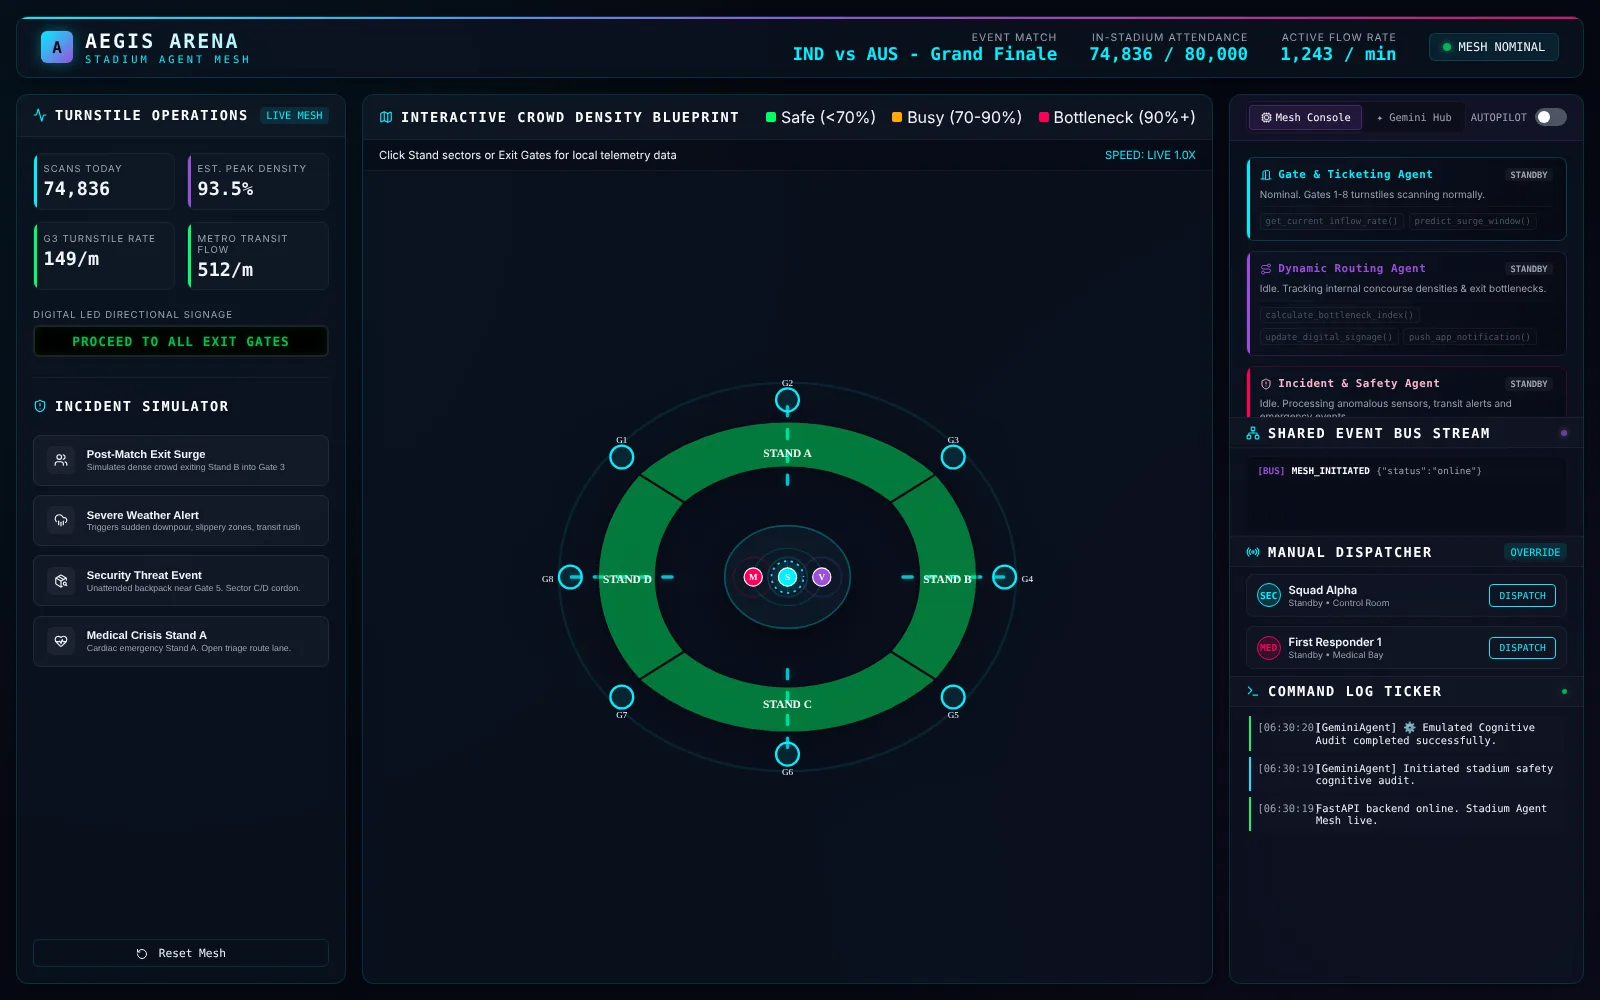 A
AEGIS ARENA
STADIUM AGENT MESH
EVENT MATCH
IND vs AUS - Grand Finale
IN-STADIUM ATTENDANCE
74,836 / 80,000
ACTIVE FLOW RATE
1,243 / min
MESH NOMINAL
TURNSTILE OPERATIONS
LIVE MESH
SCANS TODAY
74,836
EST. PEAK DENSITY
93.5%
G3 TURNSTILE RATE
149/m
METRO TRANSIT
FLOW
512/m
DIGITAL LED DIRECTIONAL SIGNAGE
PROCEED TO ALL EXIT GATES
INCIDENT SIMULATOR
Post-Match Exit Surge
Simulates dense crowd exiting Stand B into Gate 3
Severe Weather Alert
Triggers sudden downpour, slippery zones, transit rush
Security Threat Event
Unattended backpack near Gate 5. Sector C/D cordon.
Medical Crisis Stand A
Cardiac emergency Stand A. Open triage route lane.
Reset Mesh
INTERACTIVE CROWD DENSITY BLUEPRINT
Safe (<70%)
Busy (70-90%)
Bottleneck (90%+)
Click Stand sectors or Exit Gates for local telemetry data
SPEED: LIVE 1.0X
G2
G1
G3
STAND A
G8
STAND D
M
S
V
STAND B
G4
STAND C
G7
G5
G6
Mesh Console
Gemini Hub
AUTOPILOT
Gate & Ticketing Agent
STANDBY
Nominal. Gates 1-8 turnstiles scanning normally.
get_current_inflow_rate()
predict_surge_window()
Dynamic Routing Agent
STANDBY
Idle. Tracking internal concourse densities & exit bottlenecks.
calculate_bottleneck_index()
update_digital_signage()
push_app_notification()
Incident & Safety Agent
STANDBY
Idle. Processing anomalous sensors, transit alerts and
emergency events.
SHARED EVENT BUS STREAM
[BUS] MESH_INITIATED {"status":"online"}
MANUAL DISPATCHER
OVERRIDE
SEC
Squad Alpha
Standby • Control Room
DISPATCH
MED
First Responder 1
Standby • Medical Bay
DISPATCH
COMMAND LOG TICKER
[06:30:20] [GeminiAgent] ⚙️ Emulated Cognitive
Audit completed successfully.
[06:30:19] [GeminiAgent] Initiated stadium safety
cognitive audit.
[06:30:19] FastAPI backend online. Stadium Agent
Mesh live.